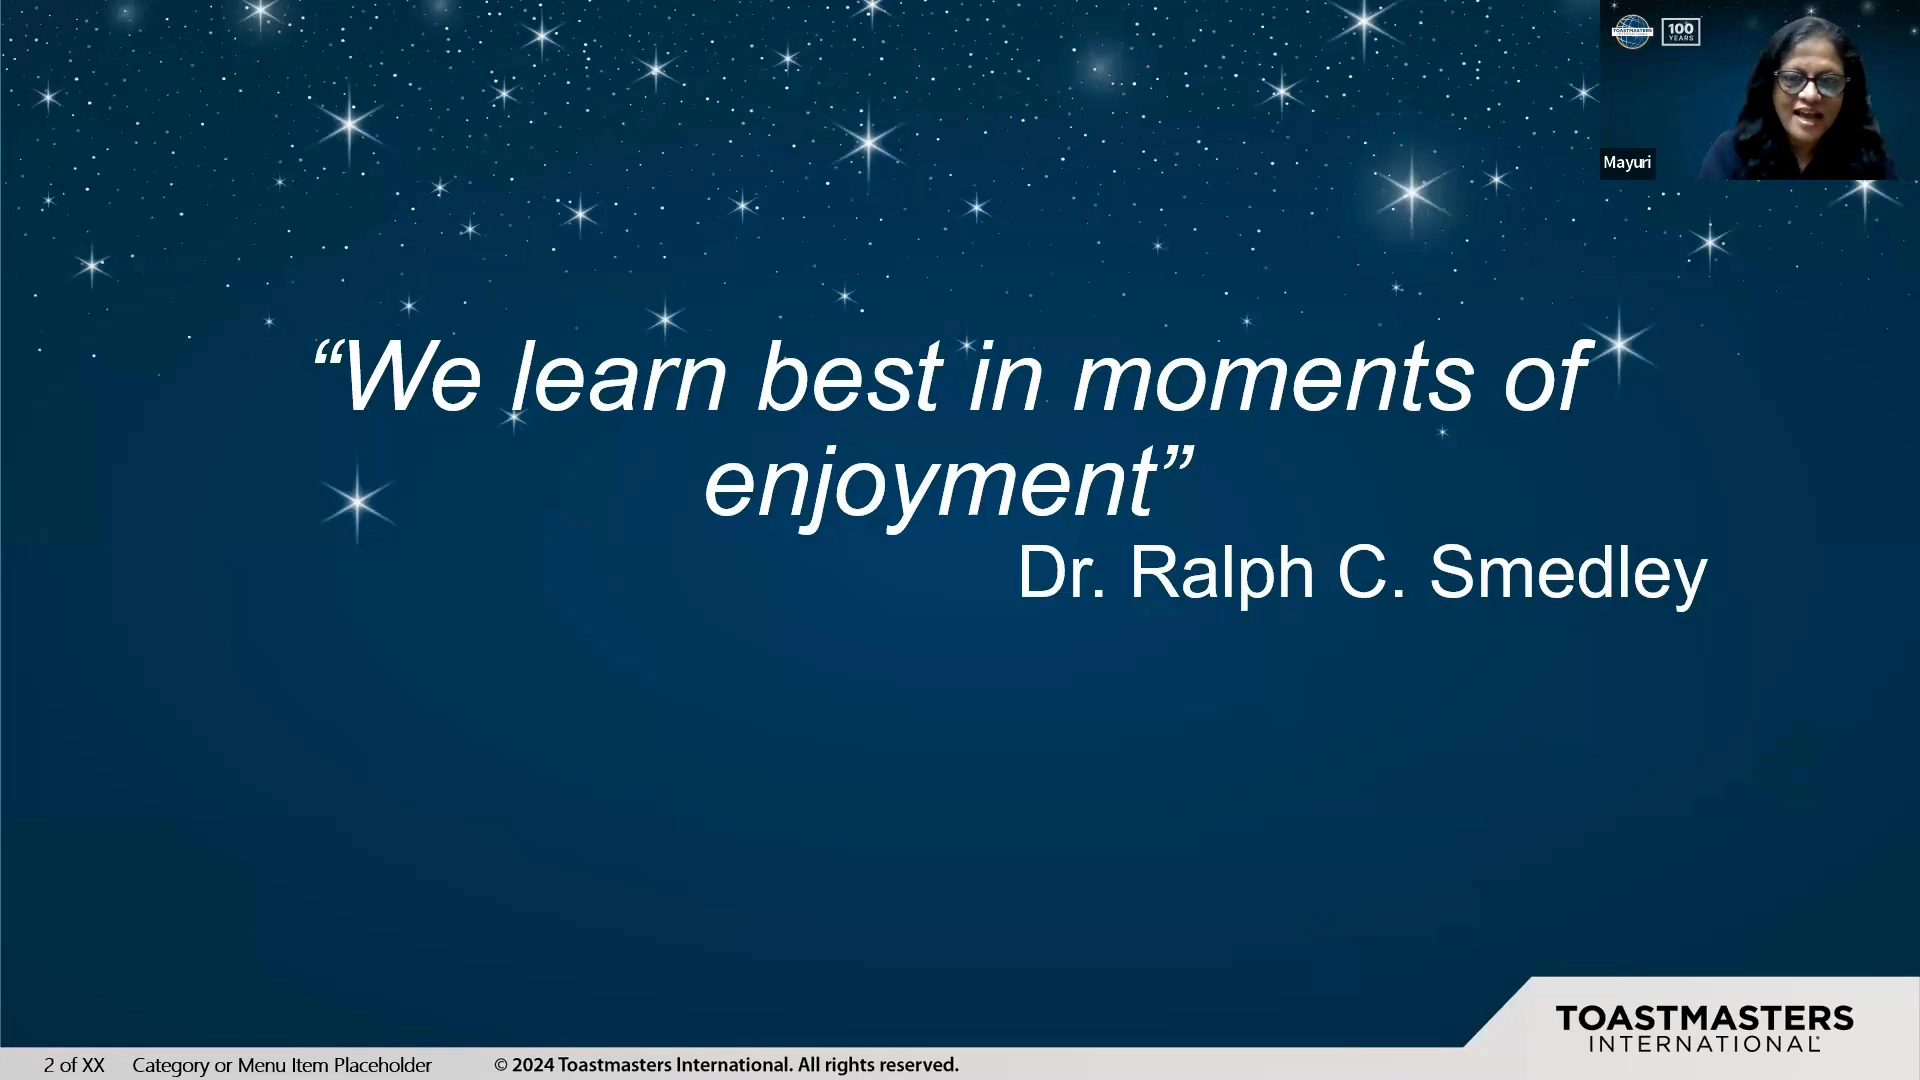 TOASTMASTERS
100
YEARS
Mayuri
“We learn best in moments of
enjoyment”
Dr. Ralph C. Smedley
TOASTMASTERS
INTERNATIONAL
2 of XX Category or Menu Item Placeholder © 2024 Toastmasters International. All rights reserved.